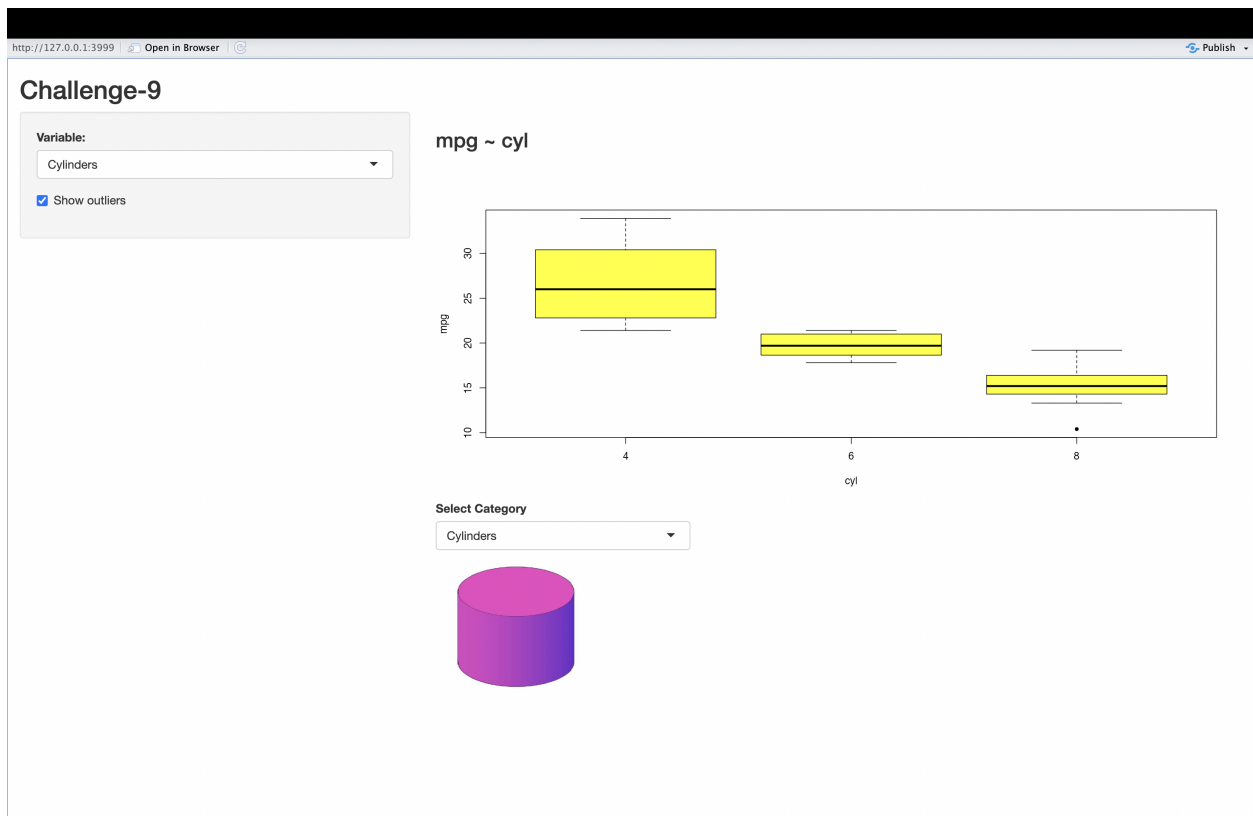 http://127.0.0.1:3999 Open in Browser Publish
Challenge-9
Variable:
Cylinders
Show outliers
mpg ~ cyl
mpg
30
25
20
15
10
4 6 8
cyl
Select Category
Cylinders